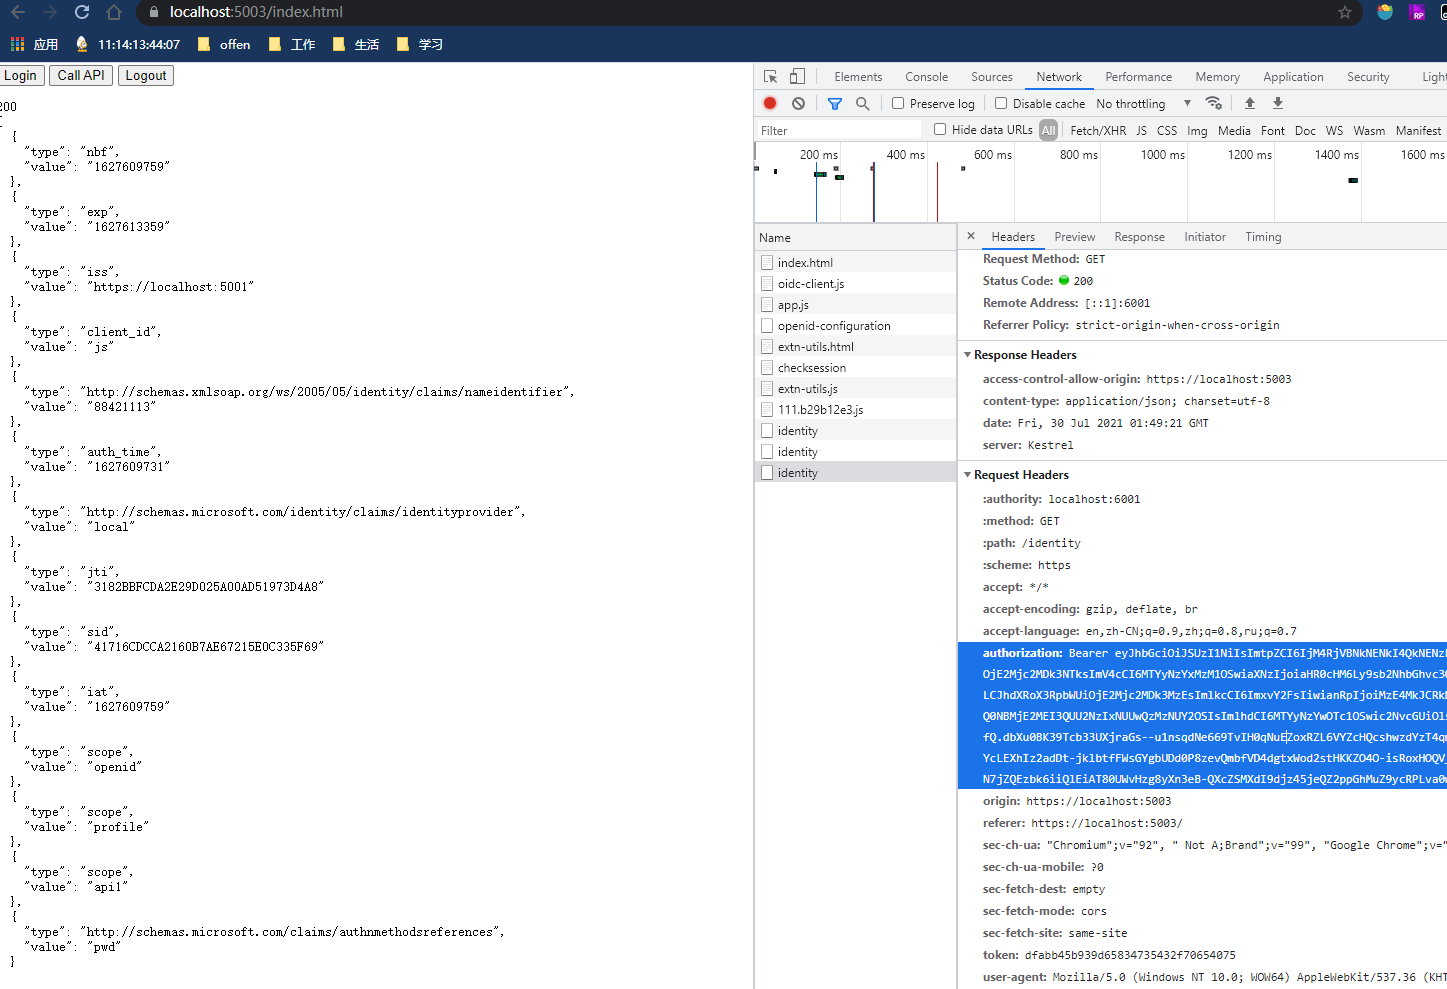 localhost:5003/index.html
应用 11:14:13:44:07 offen 工作 生活 学习
Login Call API Logout
200
[
{
"type": "nbf",
"value": "1627609759"
},
{
"type": "exp",
"value": "1627613359"
},
{
"type": "iss",
"value": "https://localhost:5001"
},
{
"type": "client_id",
"value": "js"
},
{
"type": "http://schemas.xmlsoap.org/ws/2005/05/identity/claims/nameidentifier",
"value": "88421113"
},
{
"type": "auth_time",
"value": "1627609731"
},
{
"type": "http://schemas.microsoft.com/identity/claims/identityprovider",
"value": "local"
},
{
"type": "jti",
"value": "3182BBFCDA2E29D025A00AD51973D4A8"
},
{
"type": "sid",
"value": "41716CDCCA2160B7AE67215E0C335F69"
},
{
"type": "iat",
"value": "1627609759"
},
{
"type": "scope",
"value": "openid"
},
{
"type": "scope",
"value": "profile"
},
{
"type": "scope",
"value": "api1"
},
{
"type": "http://schemas.microsoft.com/claims/authnmethodsreferences",
"value": "pwd"
}
Elements Console Sources Network Performance Memory Application Security Light
Preserve log Disable cache No throttling
Filter Hide data URLs All Fetch/XHR JS CSS Img Media Font Doc WS Wasm Manifest
200 ms 400 ms 600 ms 800 ms 1000 ms 1200 ms 1400 ms 1600 ms
Name
index.html
oidc-client.js
app.js
openid-configuration
extn-utils.html
checksession
extn-utils.js
111.b29b12e3.js
identity
identity
identity
× Headers Preview Response Initiator Timing
Request Method: GET
Status Code: 200
Remote Address: [::1]:6001
Referrer Policy: strict-origin-when-cross-origin
Response Headers
access-control-allow-origin: https://localhost:5003
content-type: application/json; charset=utf-8
date: Fri, 30 Jul 2021 01:49:21 GMT
server: Kestrel
Request Headers
:authority: localhost:6001
:method: GET
:path: /identity
:scheme: https
accept: */*
accept-encoding: gzip, deflate, br
accept-language: en,zh-CN;q=0.9,zh;q=0.8,ru;q=0.7
authorization: Bearer
origin: https://localhost:5003
referer: https://localhost:5003/
sec-ch-ua: "Chromium";v="92", " Not A;Brand";v="99", "Google Chrome";v="
sec-ch-ua-mobile: ?0
sec-fetch-dest: empty
sec-fetch-mode: cors
sec-fetch-site: same-site
token: dfabb45b939d65834735432f70654075
user-agent: Mozilla/5.0 (Windows NT 10.0; WOW64) AppleWebKit/537.36 (KHT